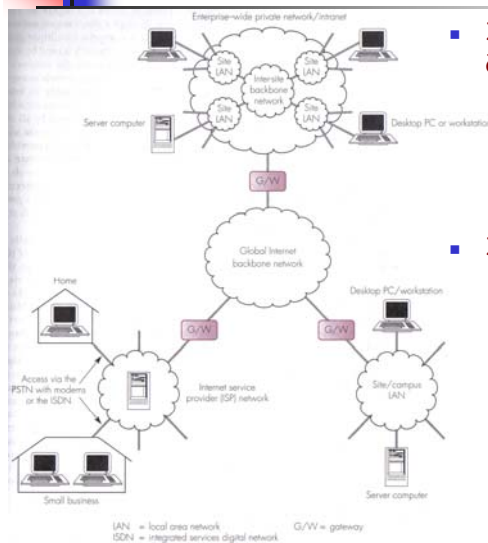 Enterprise-wide private network/intranet
Site
LAN
Site
LAN
Inter-site
backbone
network
Site
LAN
Site
LAN
Server computer
Desktop PC or workstation
G/W
Global Internet
backbone network
Home
Desktop PC/workstation
G/W
G/W
Access via the
PSTN with modems
or the ISDN
Internet service
provider (ISP) network
Site/campus
LAN
Small business
Server computer
LAN = local area network
G/W = gateway
ISDN = integrated services digital network